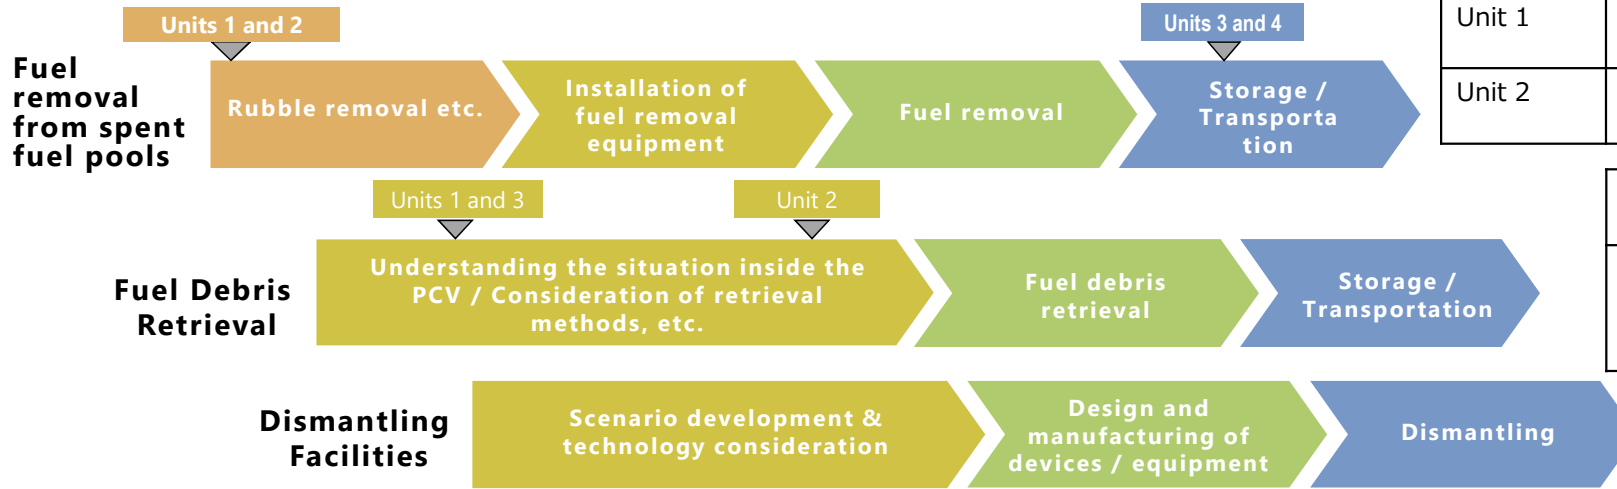 Units 1 and 2
Units 3 and 4
Unit 1
Unit 2
Fuel
removal
from spent
fuel pools
Rubble removal etc.
Installation of
fuel removal
equipment
Fuel removal
Storage /
Transporta
tion
Units 1 and 3
Unit 2
Fuel Debris
Retrieval
Understanding the situation inside the
PCV / Consideration of retrieval
methods, etc.
Fuel debris
retrieval
Storage /
Transportation
Dismantling
Facilities
Scenario development &
technology consideration
Design and
manufacturing of
devices / equipment
Dismantling